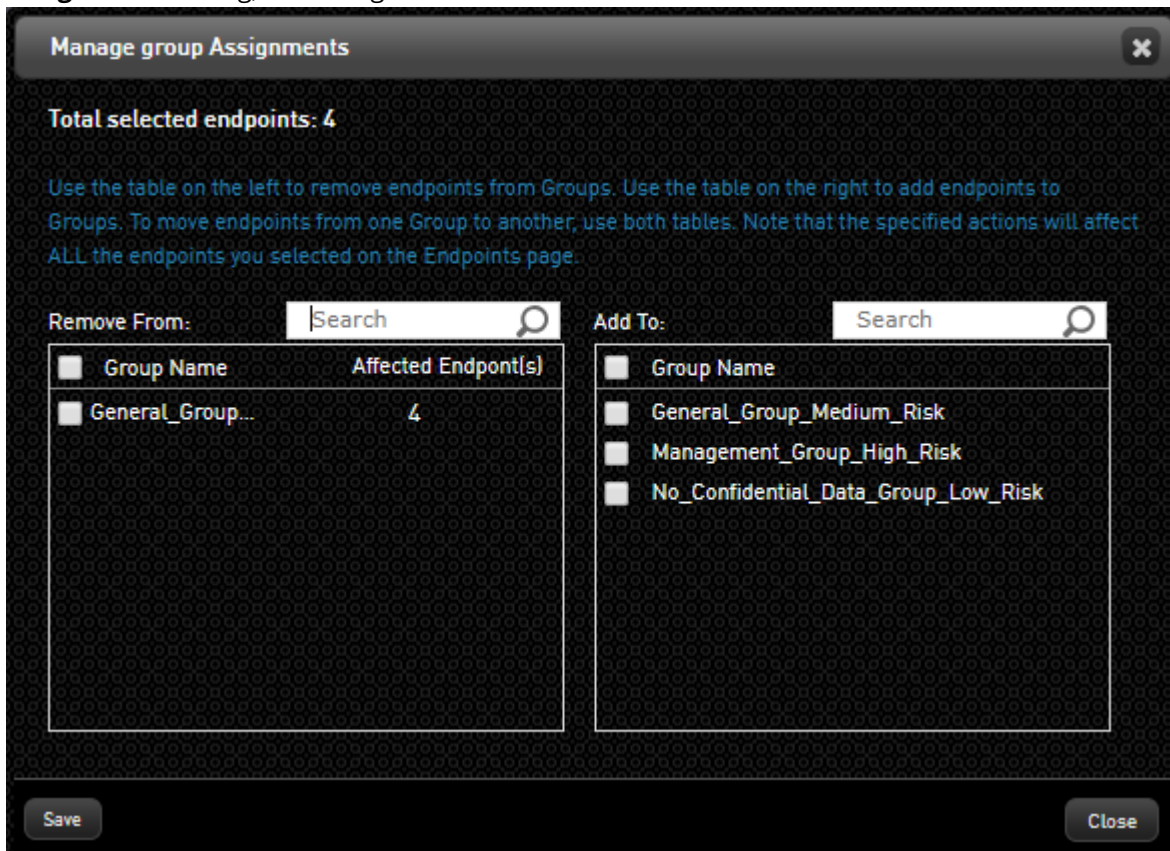 Manage group Assignments
Total selected endpoints: 4
Use the table on the left to remove endpoints from Groups. Use the table on the right to add endpoints to
Groups. To move endpoints from one Group to another, use both tables. Note that the specified actions will affect
ALL the endpoints you selected on the Endpoints page.
Remove From: Search
Group Name Affected Endpont(s)
General_Group... 4
Add To: Search
Group Name
General_Group_Medium_Risk
Management_Group_High_Risk
No_Confidential_Data_Group_Low_Risk
Save Close